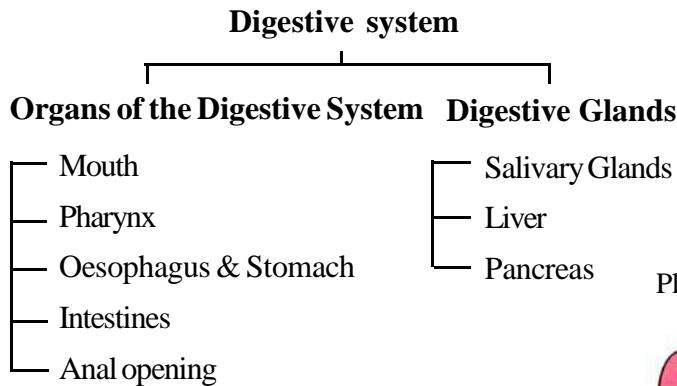 Digestive system
Organs of the Digestive System Digestive Glands
Mouth
Pharynx
Oesophagus & Stomach
Intestines
Anal opening
Salivary Glands
Liver
Pancreas